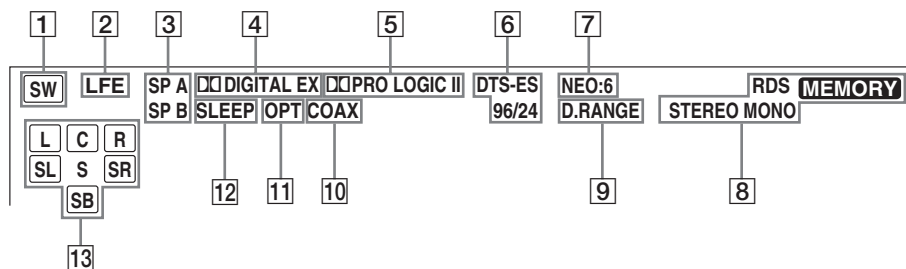 1 2 3 4 5 6 7
SW LFE SP A DIGITAL EX PRO LOGIC II DTS-ES NEO:6 RDS MEMORY
SP B SLEEP OPT COAX 96/24 D.RANGE STEREO MONO
L C R
SL S SR
SB
12 11 10 9 8
13